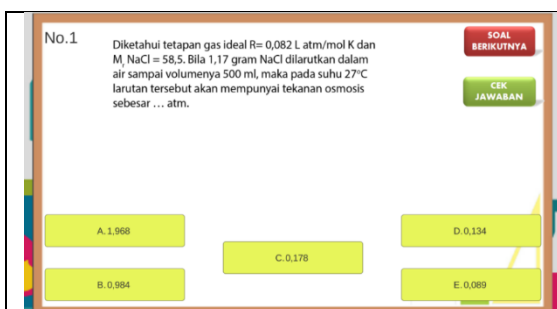 No.1
Diketahui tetapan gas ideal R= 0,082 L atm/mol K dan
Mr NaCl = 58,5. Bila 1,17 gram NaCl dilarutkan dalam
air sampai volumenya 500 ml, maka pada suhu 27°C
larutan tersebut akan mempunyai tekanan osmosis
sebesar ... atm.
SOAL
BERIKUTNYA
CEK
JAWABAN
A. 1,968
D. 0,134
C. 0,178
B. 0,984
E. 0,089